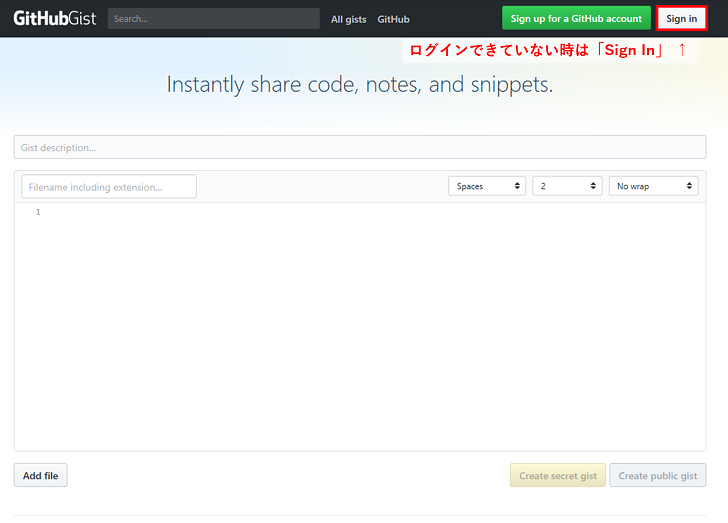 GitHubGist Search... All gists GitHub Sign up for a GitHub account Sign in
ログインできていない時は「Sign In」 ↑
Instantly share code, notes, and snippets.
Gist description...
Filename including extension... Spaces 2 No wrap
1
Add file Create secret gist Create public gist